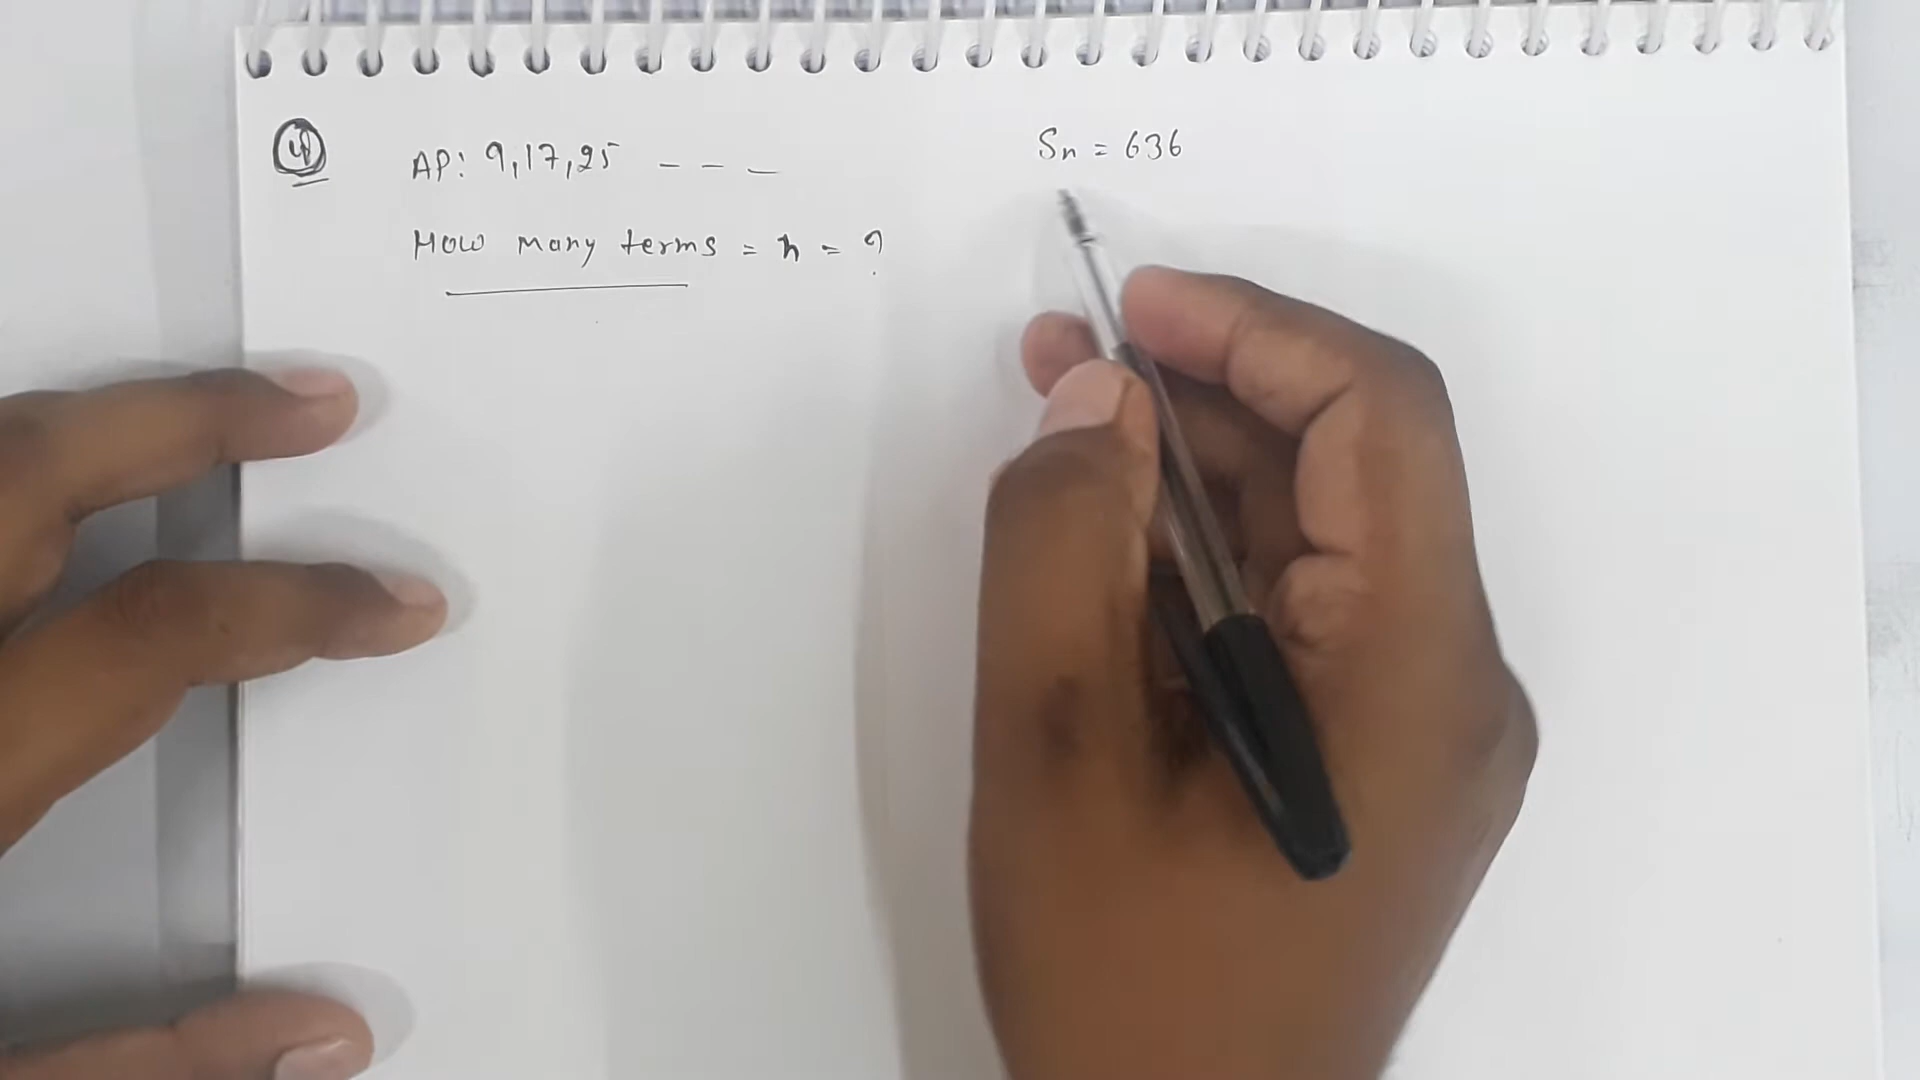 ④ AP: 9,17,25 - - -
Sn = 636
How many terms = n = ?